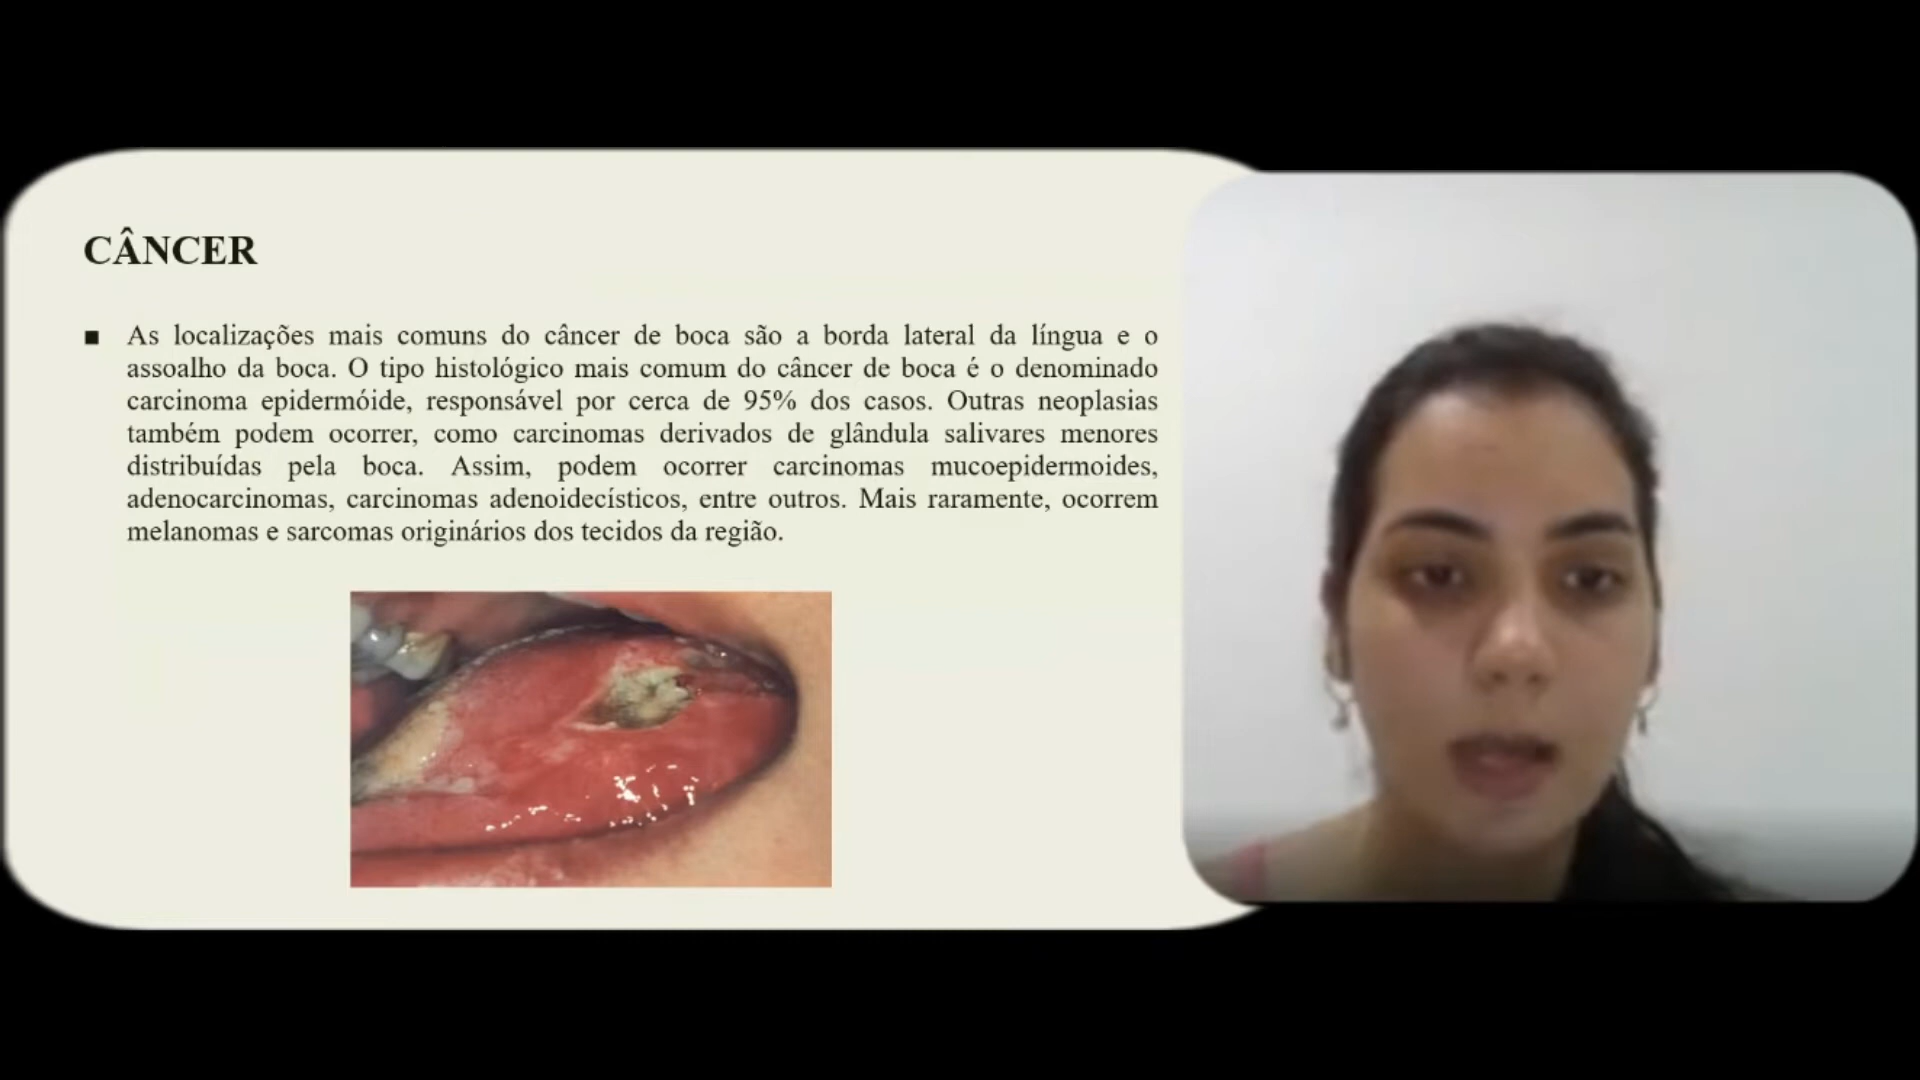 CÂNCER
■ As localizações mais comuns do câncer de boca são a borda lateral da língua e o
assoalho da boca. O tipo histológico mais comum do câncer de boca é o denominado
carcinoma epidermóide, responsável por cerca de 95% dos casos. Outras neoplasias
também podem ocorrer, como carcinomas derivados de glândula salivares menores
distribuídas pela boca. Assim, podem ocorrer carcinomas mucoepidermoides,
adenocarcinomas, carcinomas adenoidecísticos, entre outros. Mais raramente, ocorrem
melanomas e sarcomas originários dos tecidos da região.